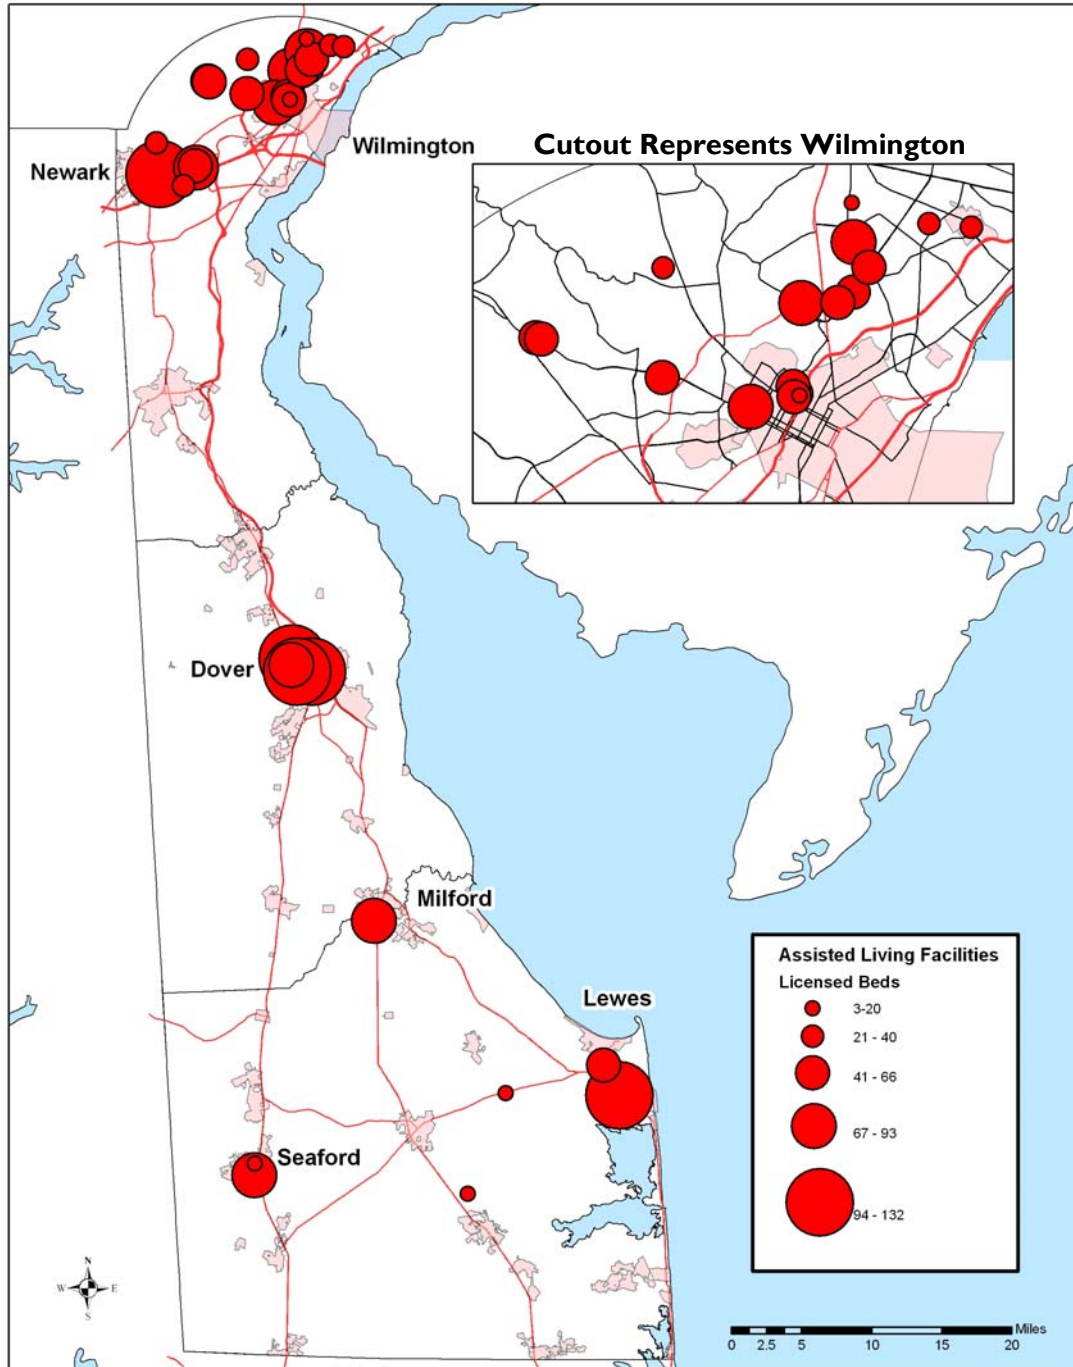 Newark
Wilmington
Cutout Represents Wilmington
Dover
Milford
Lewes
Seaford
Assisted Living Facilities
Licensed Beds
3-20
21 - 40
41 - 66
67 - 93
94 - 132
N
W E
S
Miles
0 2.5 5 10 15 20